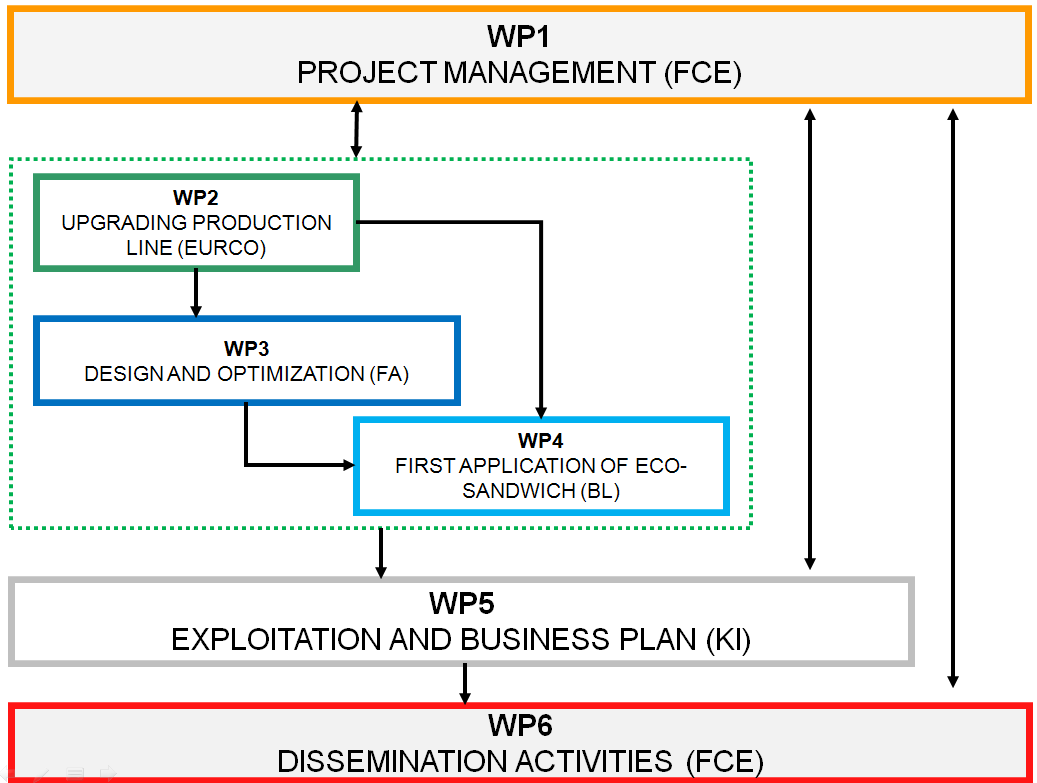 WP1
PROJECT MANAGEMENT (FCE)
WP2
UPGRADING PRODUCTION
LINE (EURCO)
WP3
DESIGN AND OPTIMIZATION (FA)
WP4
FIRST APPLICATION OF ECO-
SANDWICH (BL)
WP5
EXPLOITATION AND BUSINESS PLAN (KI)
WP6
DISSEMINATION ACTIVITIES (FCE)